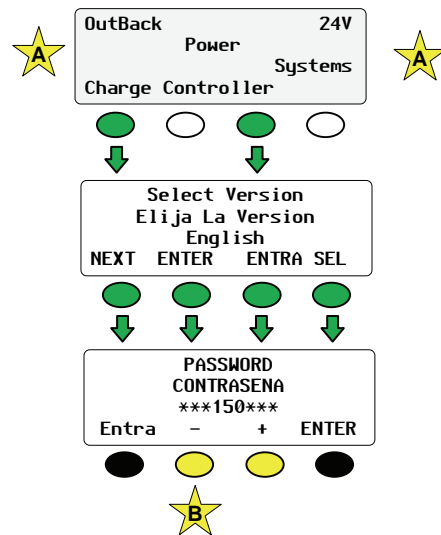 OutBack 24V
Power
Systems
Charge Controller
A
A
Select Version
Elija La Version
English
NEXT ENTER ENTRA SEL
PASSWORD
CONTRASENA
***150***
Entra - + ENTER
B